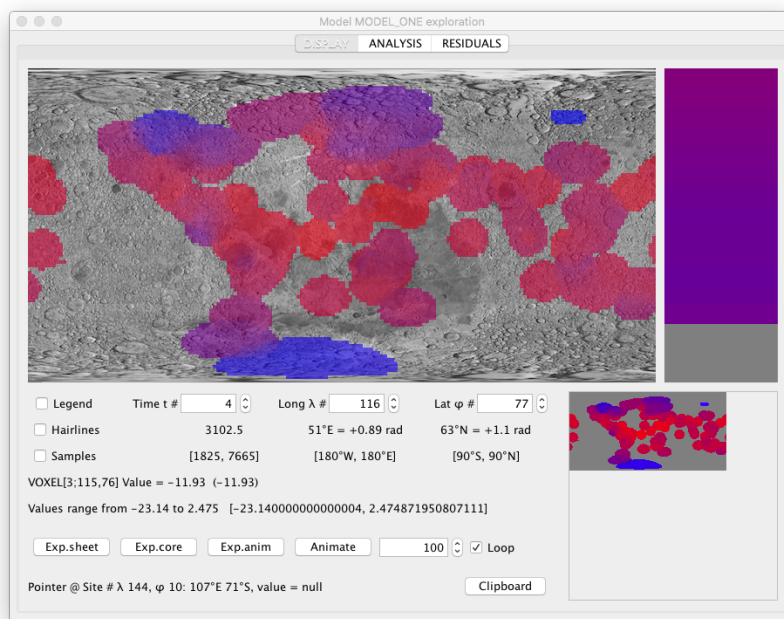 Model MODEL_ONE exploration
DISPLAY ANALYSIS RESIDUALS
Legend Time t # 4 Long λ # 116 Lat φ # 77
Hairlines 3102.5 51°E = +0.89 rad 63°N = +1.1 rad
Samples [1825, 7665] [180°W, 180°E] [90°S, 90°N]
VOXEL[3;115,76] Value = −11.93 (−11.93)
Values range from −23.14 to 2.475 [-23.140000000000004, 2.474871950807111]
Exp.sheet Exp.core Exp.anim Animate 100 Loop
Pointer @ Site # λ 144, φ 10: 107°E 71°S, value = null Clipboard